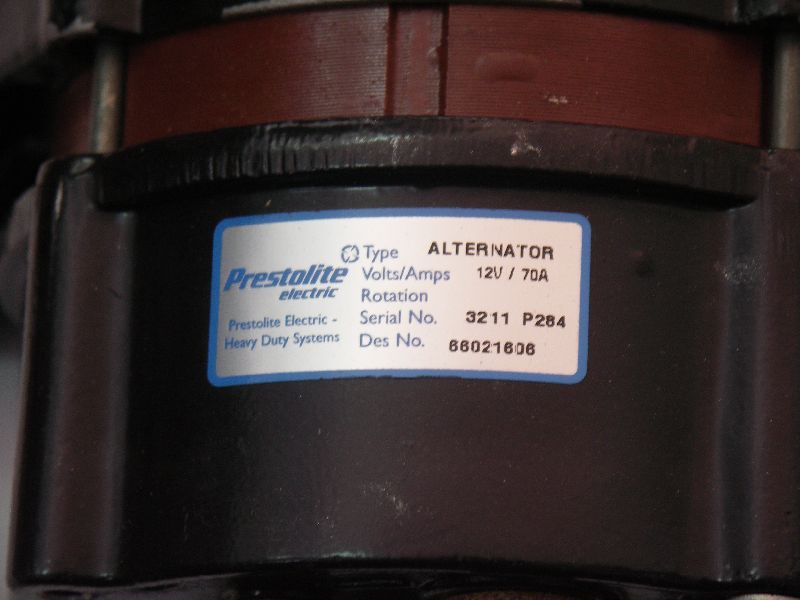 Prestolite
electric
Prestolite Electric -
Heavy Duty Systems
Type ALTERNATOR
Volts/Amps 12V / 70A
Rotation
Serial No. 3211 P284
Des No. 66021606